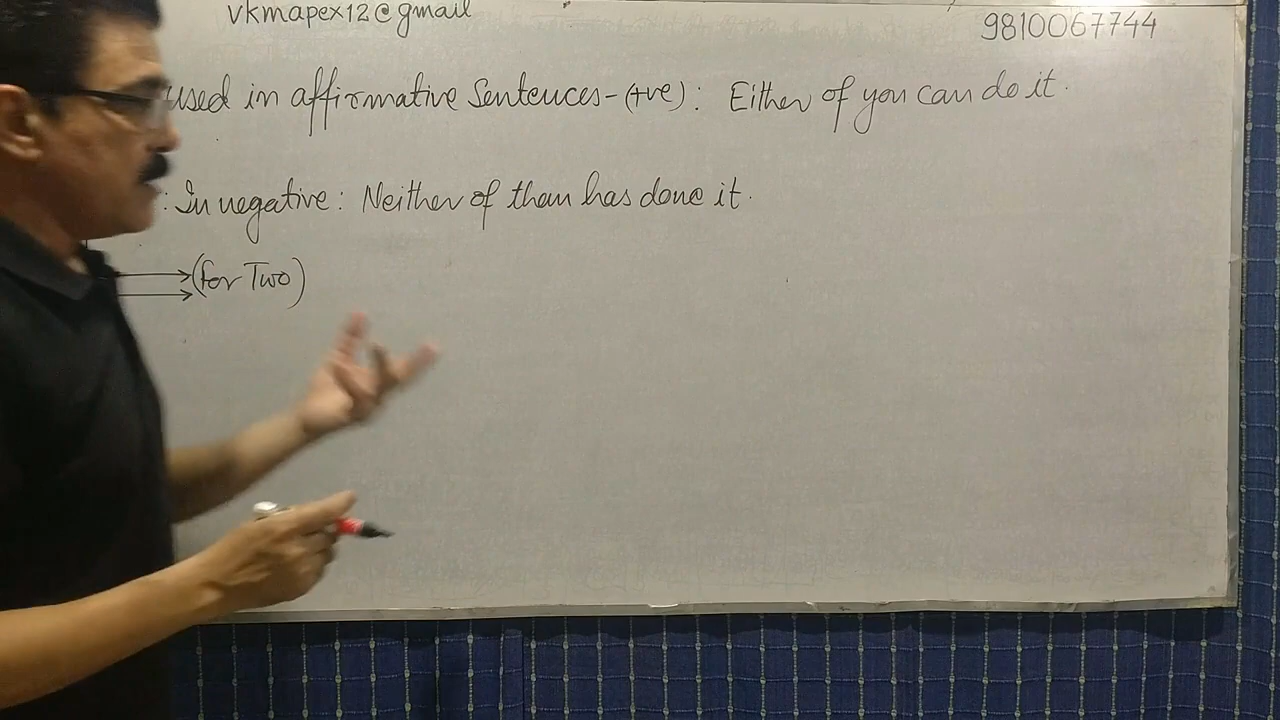 vkmapex12@gmail
9810067744
used in affirmative Sentences-(+ve): Either of you can do it.
: In negative: Neither of them has done it.
(for Two)